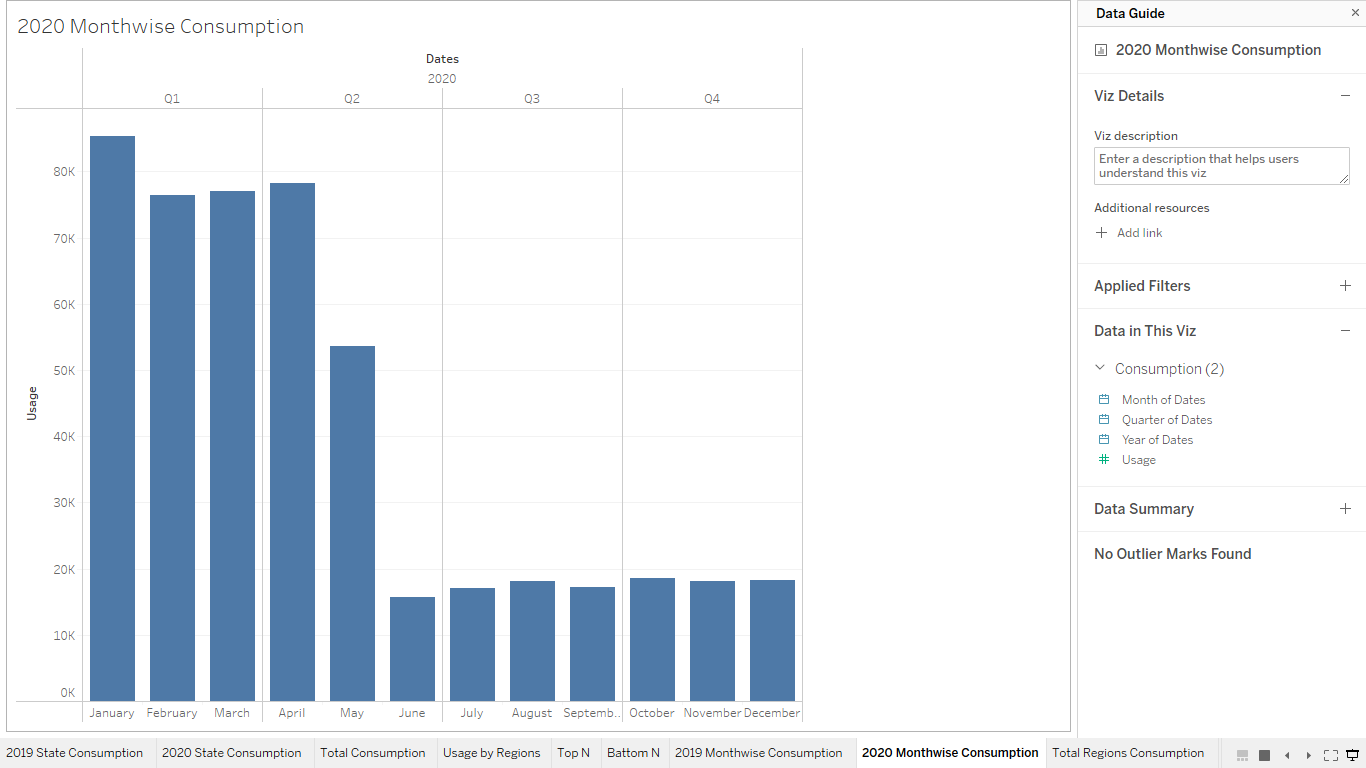 2020 Monthwise Consumption
Dates
2020
Q1 Q2 Q3 Q4
80K
70K
60K
50K
40K
30K
20K
10K
0K
Usage
January February March April May June July August Septemb.. October November December
Data Guide ×
2020 Monthwise Consumption
Viz Details
Viz description
Enter a description that helps users
understand this viz
Additional resources
Add link
Applied Filters
Data in This Viz
Consumption (2)
Month of Dates
Quarter of Dates
Year of Dates
Usage
Data Summary
No Outlier Marks Found
2019 State Consumption 2020 State Consumption Total Consumption Usage by Regions Top N Battom N 2019 Monthwise Consumption 2020 Monthwise Consumption Total Regions Consumption